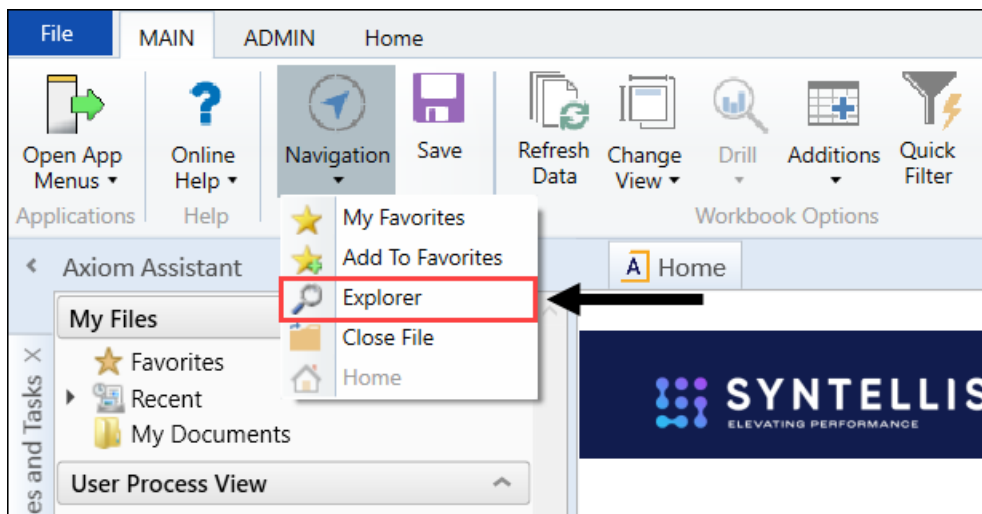 File MAIN ADMIN Home
Open App Menus
Online Help
Navigation
Save
Refresh Data
Change View
Drill
Additions
Quick Filter
Applications
Help
Workbook Options
My Favorites
Add To Favorites
Explorer
Close File
Home
Axiom Assistant
A Home
My Files
Favorites
Recent
My Documents
User Process View
es and Tasks
SYNTELLIS
ELEVATING PERFORMANCE